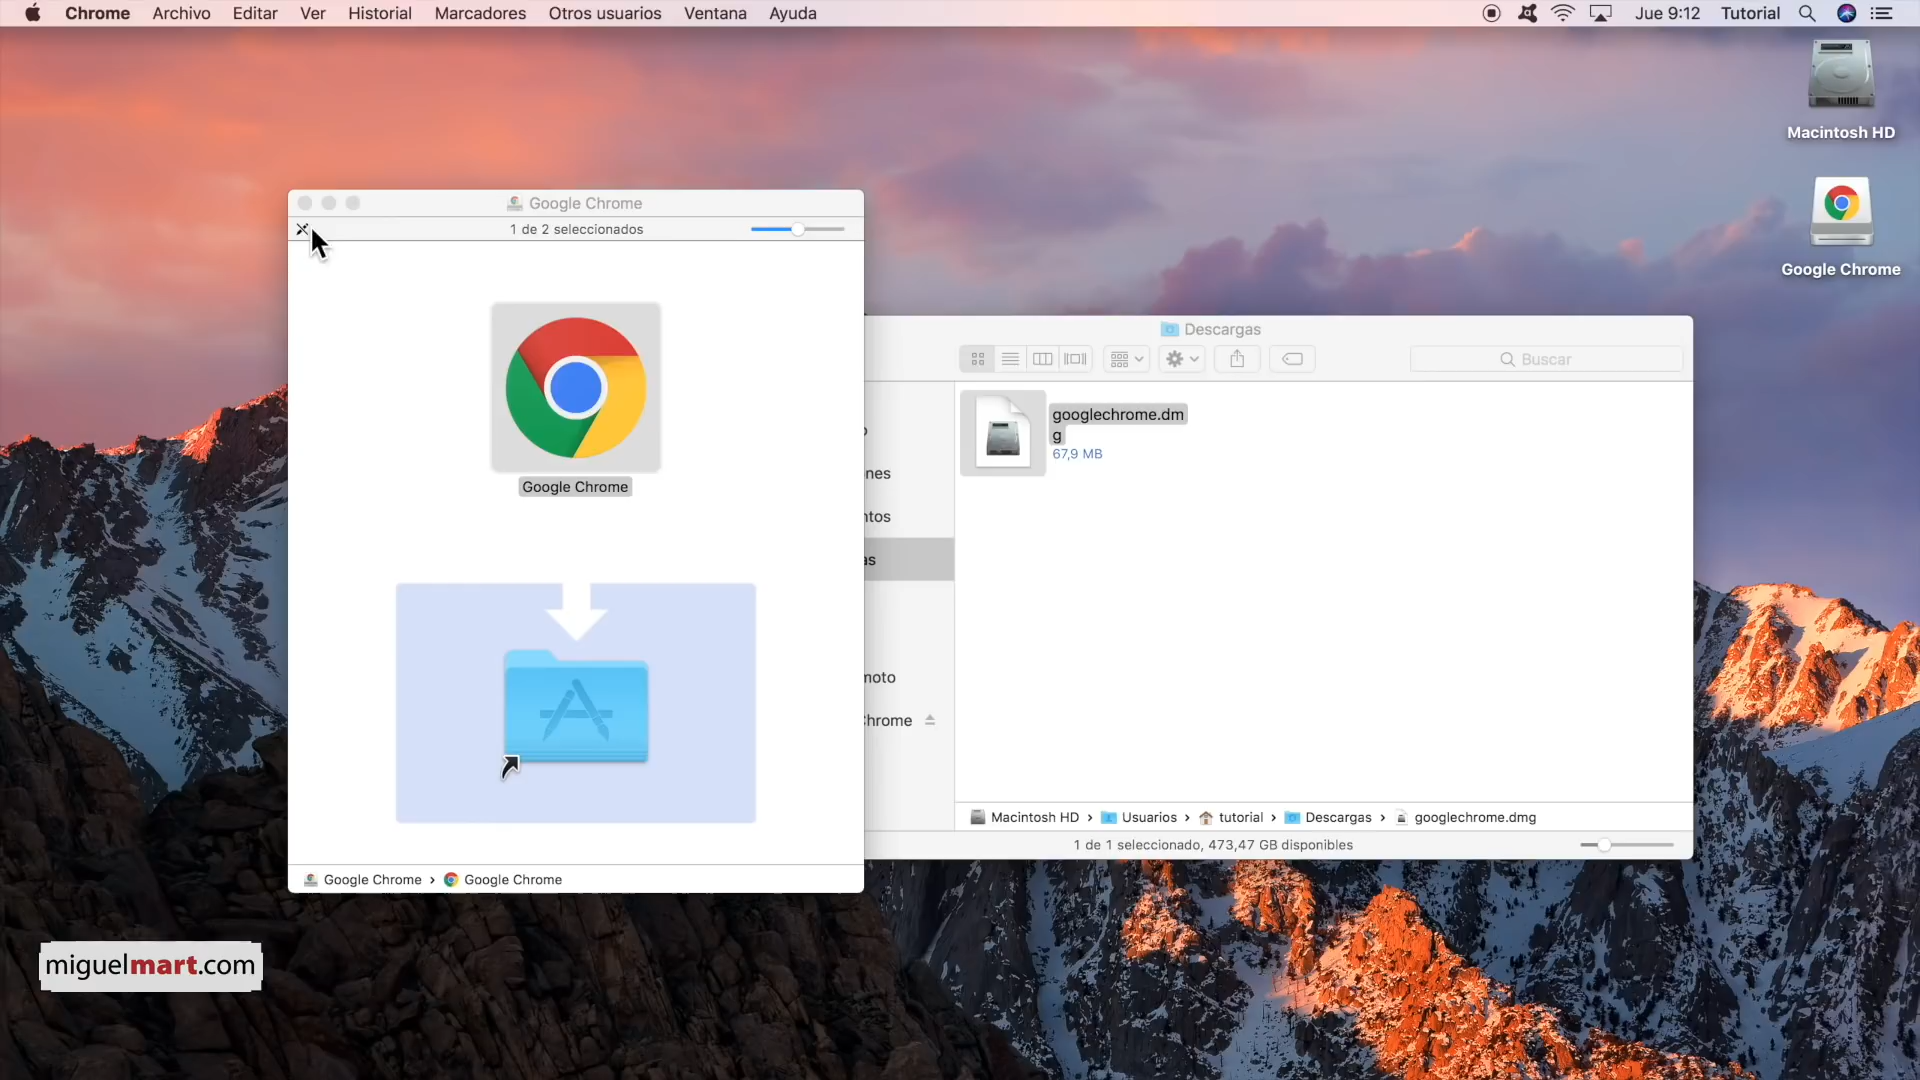 Chrome Archivo Editar Ver Historial Marcadores Otros usuarios Ventana Ayuda Jue 9:12 Tutorial
Macintosh HD
Google Chrome
Google Chrome
1 de 2 seleccionados
Google Chrome
Google Chrome › Google Chrome
Descargas
Buscar
nes
ntos
as
moto
Chrome
googlechrome.dm
g
67,9 MB
Macintosh HD › Usuarios › tutorial › Descargas › googlechrome.dmg
1 de 1 seleccionado, 473,47 GB disponibles
miguelmart.com